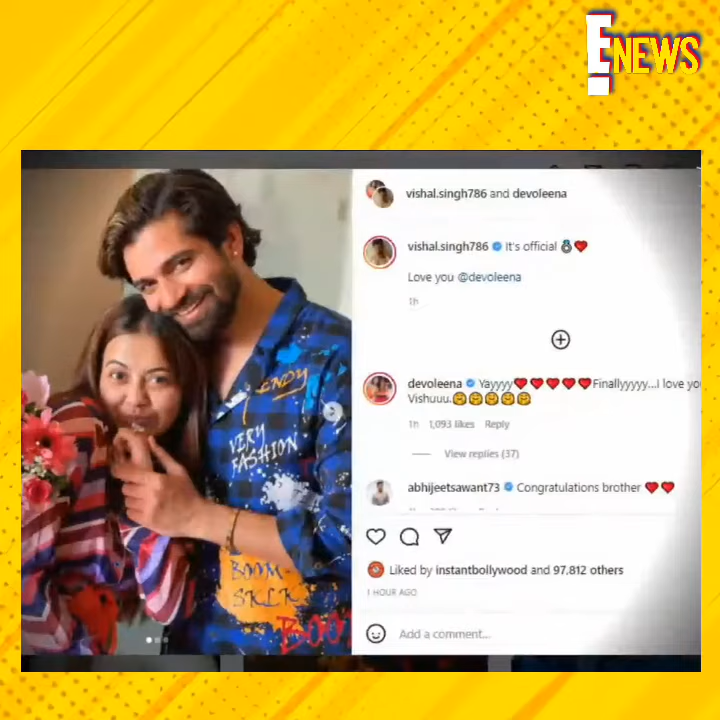 E! NEWS
vishal.singh786 and devoleena
vishal.singh786 It's official 💍❤️
Love you @devoleena
1h
devoleena Yayyyy❤️❤️❤️❤️❤️Finallyyyyy...I love yo
Vishuuu..🤗🤗🤗🤗🤗
1h 1,093 likes Reply
View replies (37)
abhijeetsawant73 Congratulations brother ❤️❤️
Liked by instantbollywood and 97,812 others
1 HOUR AGO
Add a comment...
VERY
FASHION
BOOM